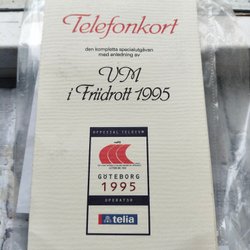 Telefonkort
den kompletta specialutgåvan
med anledning av
VM
i Friidrott 1995
OFFICIAL TELECOM
GÖTEBORG
1995
OPERATOR
telia